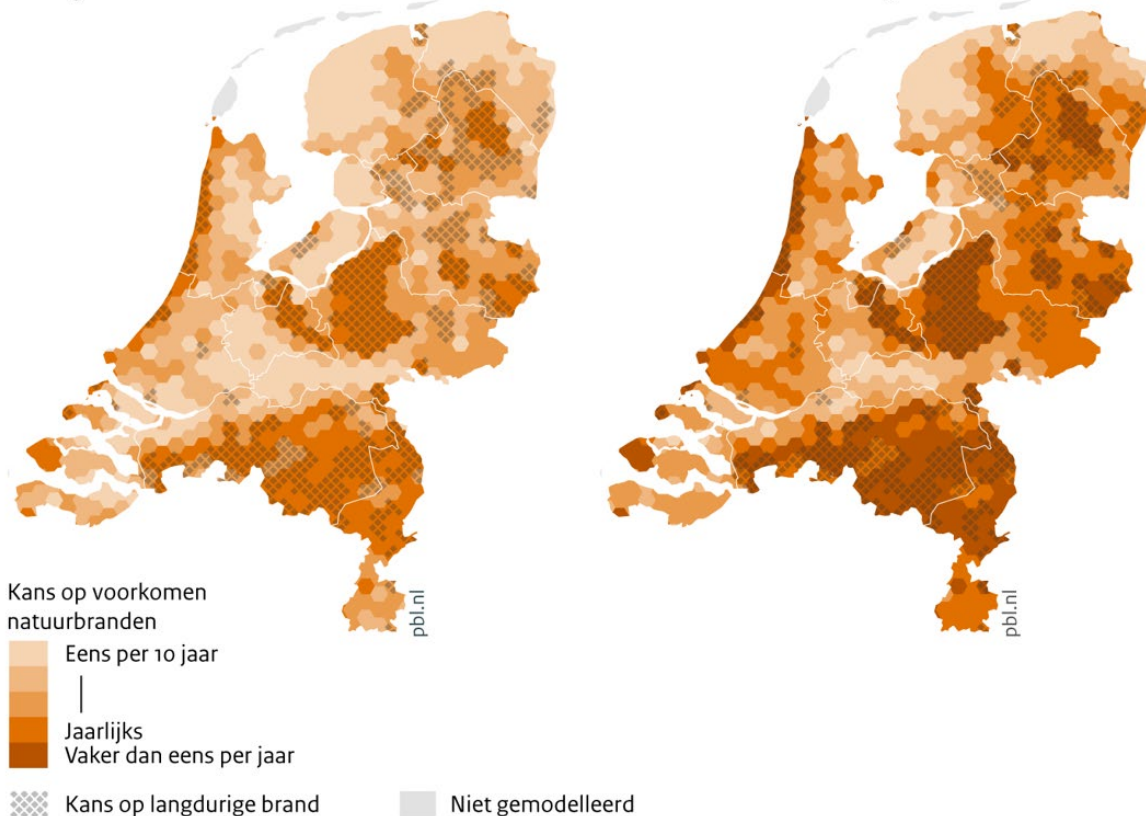 pbl.nl
pbl.nl
Kans op voorkomen
natuurbranden
Eens per 10 jaar
Jaarlijks
Vaker dan eens per jaar
Kans op langdurige brand
Niet gemodelleerd